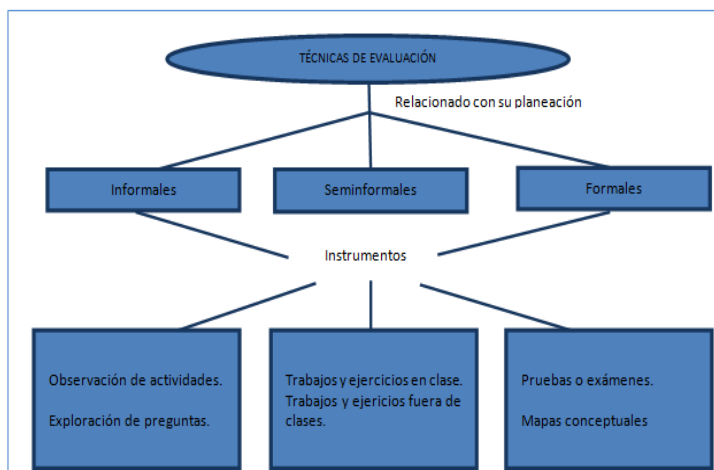 TÉCNICAS DE EVALUACIÓN
Relacionado con su planeación
Informales
Seminformales
Formales
Instrumentos
Observación de actividades.
Exploración de preguntas.
Trabajos y ejercicios en clase.
Trabajos y ejericios fuera de
clases.
Pruebas o exámenes.
Mapas conceptuales